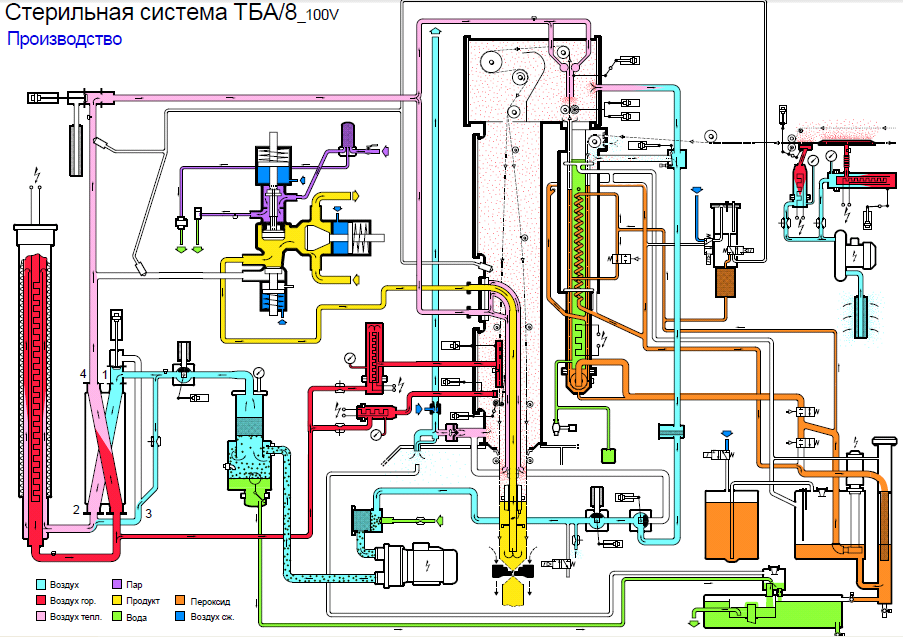 Стерильная система ТБА/8_100V
Производство
4
1
2
3
Воздух
Воздух гор.
Воздух тепл.
Пар
Продукт
Вода
Пероксид
Воздух сж.